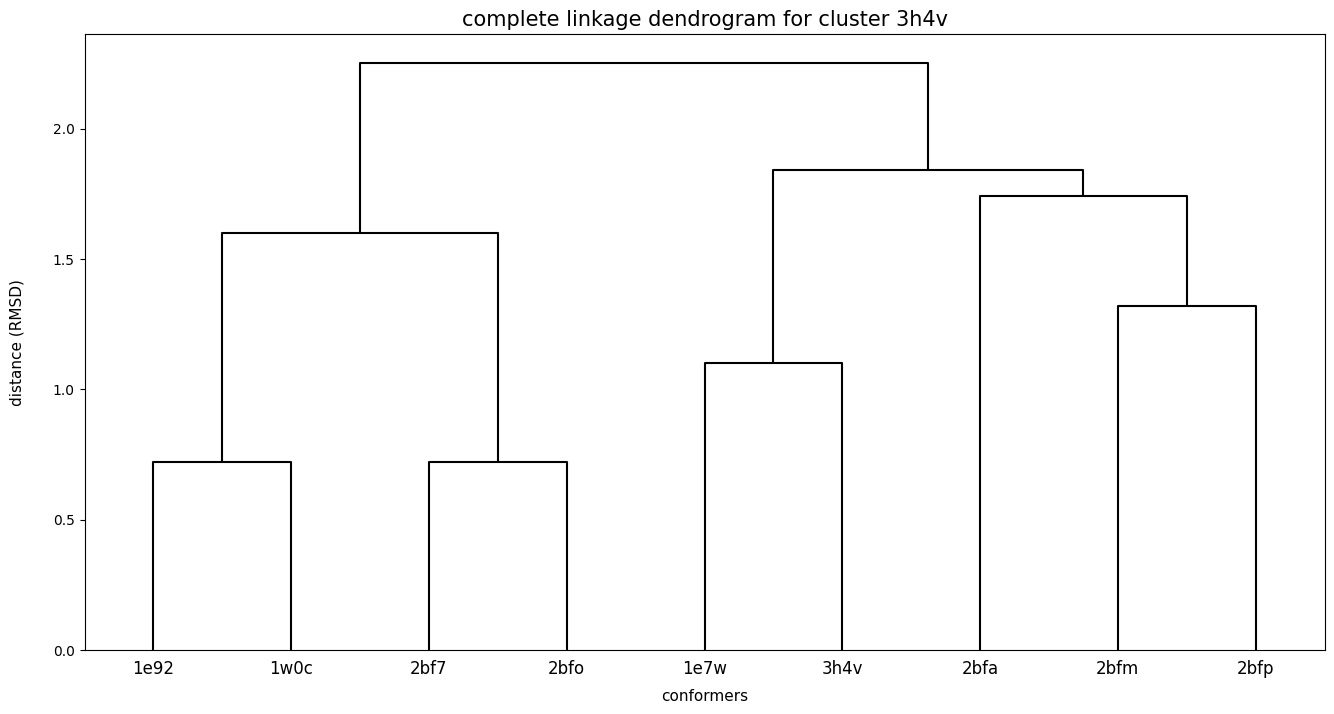 complete linkage dendrogram for cluster 3h4v
distance (RMSD)
2.0
1.5
1.0
0.5
0.0
1e92 1w0c 2bf7 2bfo 1e7w 3h4v 2bfa 2bfm 2bfp
conformers